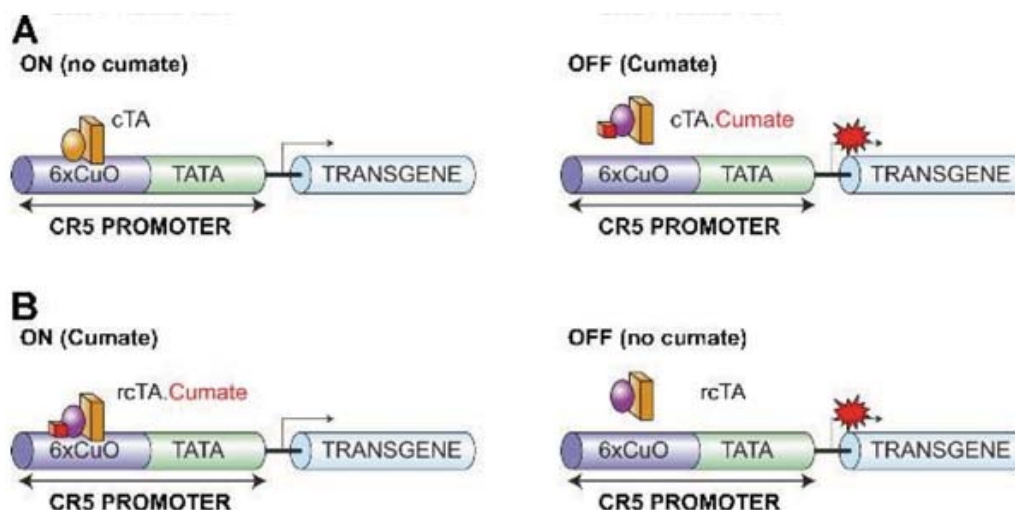 A
ON (no cumate)
OFF (Cumate)
cTA
cTA.Cumate
6xCuO
TATA
TRANSGENE
6xCuO
TATA
TRANSGENE
CR5 PROMOTER
CR5 PROMOTER
B
ON (Cumate)
OFF (no cumate)
rcTA.Cumate
rcTA
6xCuO
TATA
TRANSGENE
6xCuO
TATA
TRANSGENE
CR5 PROMOTER
CR5 PROMOTER